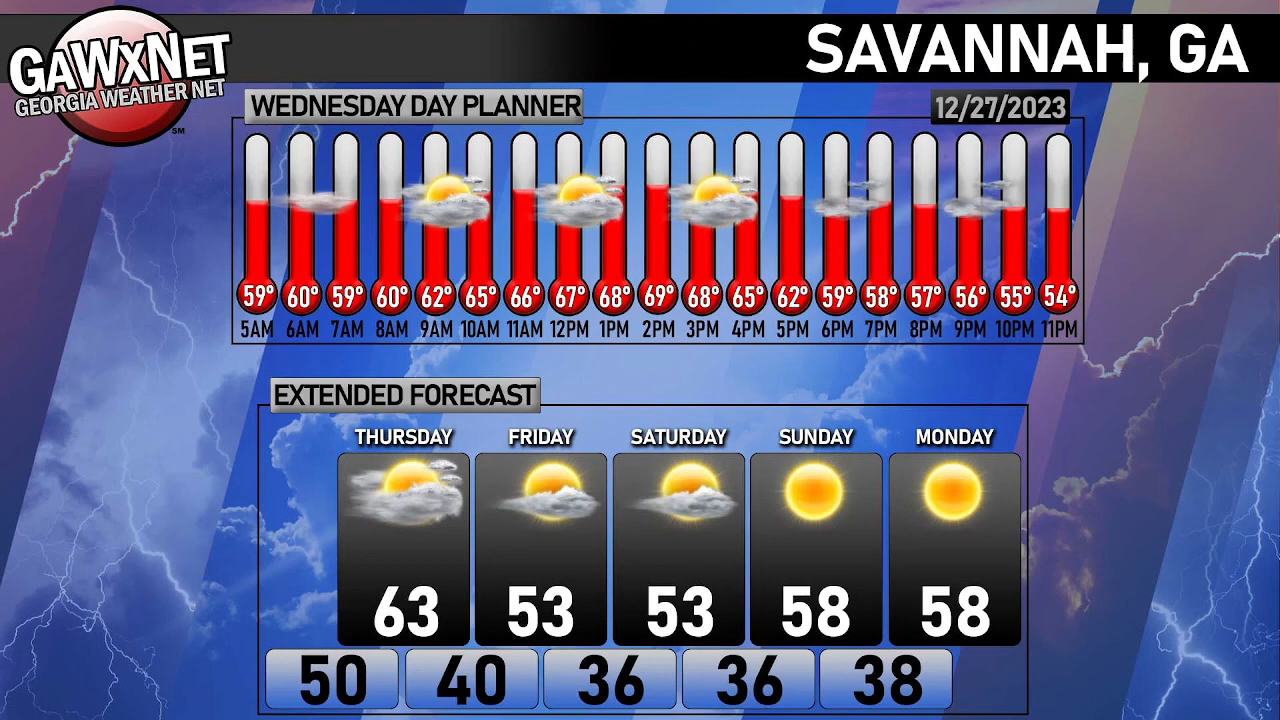 GAWxNET
GEORGIA WEATHER NET
SM
SAVANNAH, GA
WEDNESDAY DAY PLANNER
12/27/2023
59° 60° 59° 60° 62° 65° 66° 67° 68° 69° 68° 65° 62° 59° 58° 57° 56° 55° 54°
5AM 6AM 7AM 8AM 9AM 10AM 11AM 12PM 1PM 2PM 3PM 4PM 5PM 6PM 7PM 8PM 9PM 10PM 11PM
EXTENDED FORECAST
THURSDAY FRIDAY SATURDAY SUNDAY MONDAY
63 53 53 58 58
50 40 36 36 38